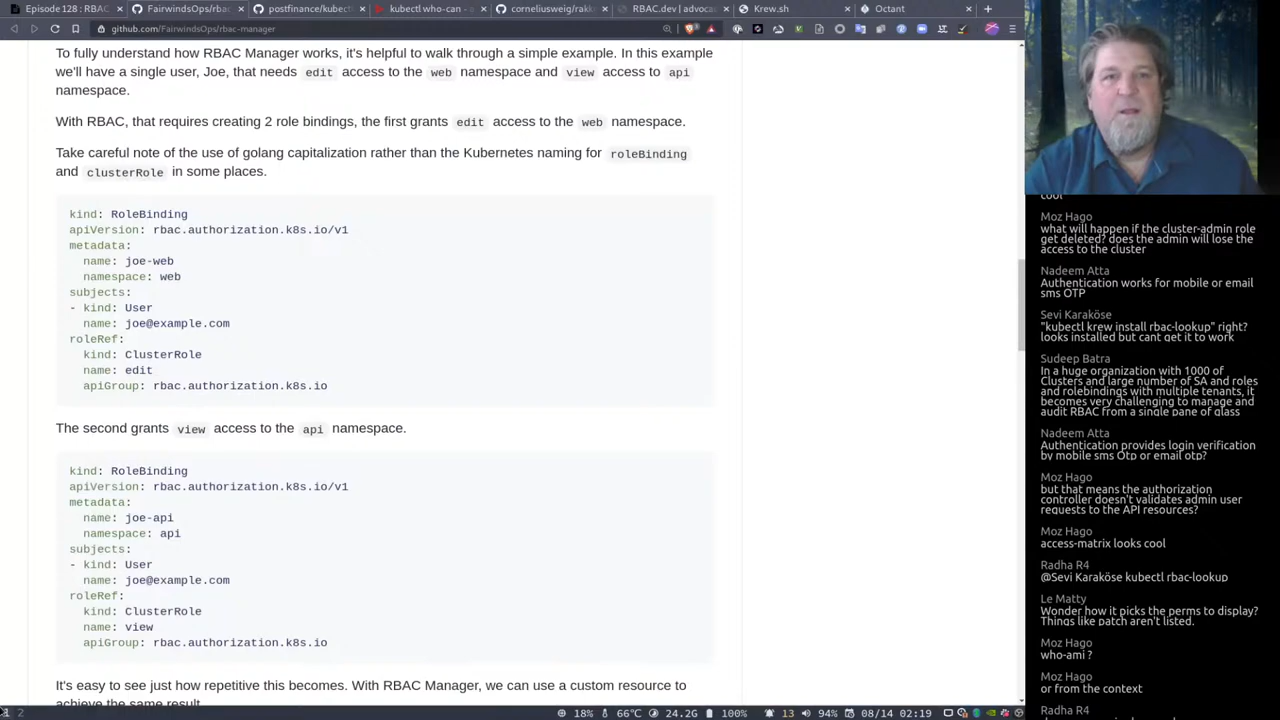 Episode 128 : RBAC
FairwindsOps/rbac-
postfinance/kubect
kubectl who-can -
corneliusweig/rakk
RBAC.dev | advocat
Krew.sh
Octant
github.com/FairwindsOps/rbac-manager
To fully understand how RBAC Manager works, it's helpful to walk through a simple example. In this example
we'll have a single user, Joe, that needs edit access to the web namespace and view access to api
namespace.
With RBAC, that requires creating 2 role bindings, the first grants edit access to the web namespace.
Take careful note of the use of golang capitalization rather than the Kubernetes naming for roleBinding
and clusterRole in some places.
kind: RoleBinding
apiVersion: rbac.authorization.k8s.io/v1
metadata:
name: joe-web
namespace: web
subjects:
- kind: User
name: joe@example.com
roleRef:
kind: ClusterRole
name: edit
apiGroup: rbac.authorization.k8s.io
The second grants view access to the api namespace.
kind: RoleBinding
apiVersion: rbac.authorization.k8s.io/v1
metadata:
name: joe-api
namespace: api
subjects:
- kind: User
name: joe@example.com
roleRef:
kind: ClusterRole
name: view
apiGroup: rbac.authorization.k8s.io
It's easy to see just how repetitive this becomes. With RBAC Manager, we can use a custom resource to
achieve the same result.
cool
Moz Hago
what will happen if the cluster-admin role
get deleted? does the admin will lose the
access to the cluster
Nadeem Atta
Authentication works for mobile or email
sms OTP
Sevi Karaköse
"kubectl krew install rbac-lookup" right?
looks installed but cant get it to work
Sudeep Batra
In a huge organization with 1000 of
Clusters and large number of SA and roles
and rolebindings with multiple tenants, it
becomes very challenging to manage and
audit RBAC from a single pane of glass
Nadeem Atta
Authentication provides login verification
by mobile sms Otp or email otp?
Moz Hago
but that means the authorization
controller doesn't validates admin user
requests to the API resources?
Moz Hago
access-matrix looks cool
Radha R4
@Sevi Karaköse kubectl rbac-lookup
Le Matty
Wonder how it picks the perms to display?
Things like patch aren't listed.
Moz Hago
who-ami ?
Moz Hago
or from the context
Radha R4
1 2
18% 66°C 24.2G 100% 13 94% 08/14 02:19